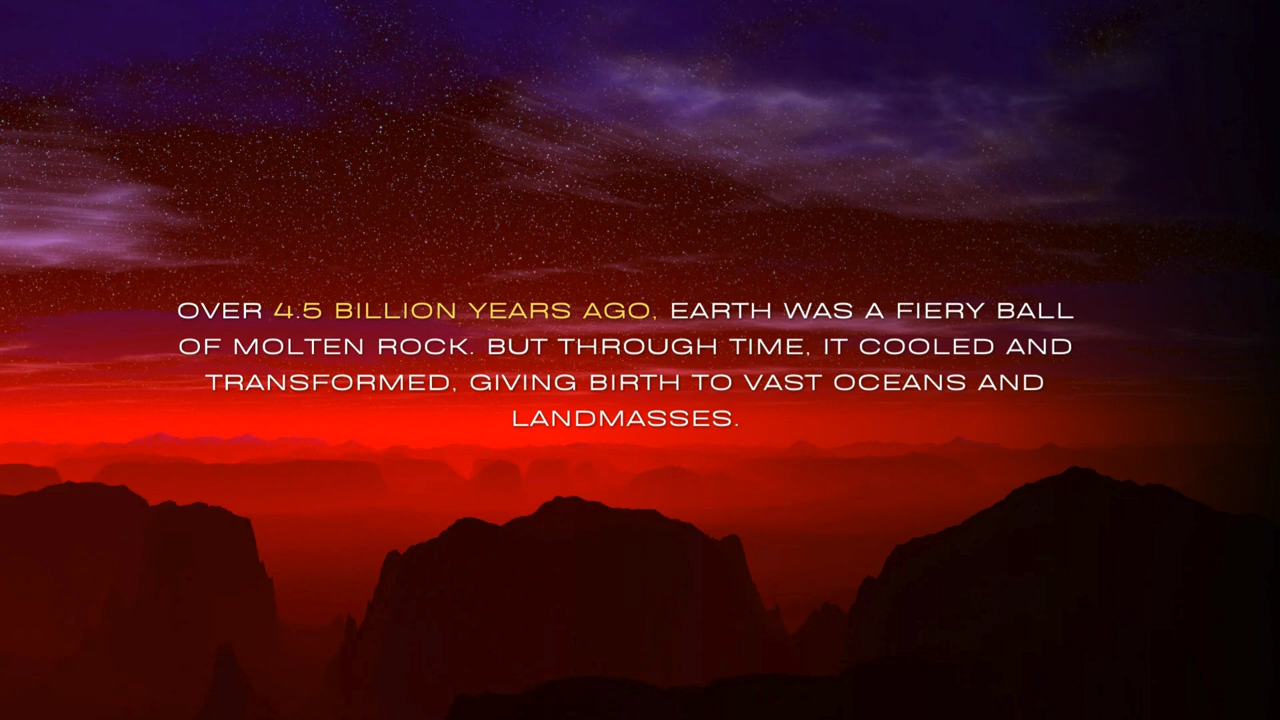 OVER 4.5 BILLION YEARS AGO, EARTH WAS A FIERY BALL
OF MOLTEN ROCK. BUT THROUGH TIME, IT COOLED AND
TRANSFORMED, GIVING BIRTH TO VAST OCEANS AND
LANDMASSES.